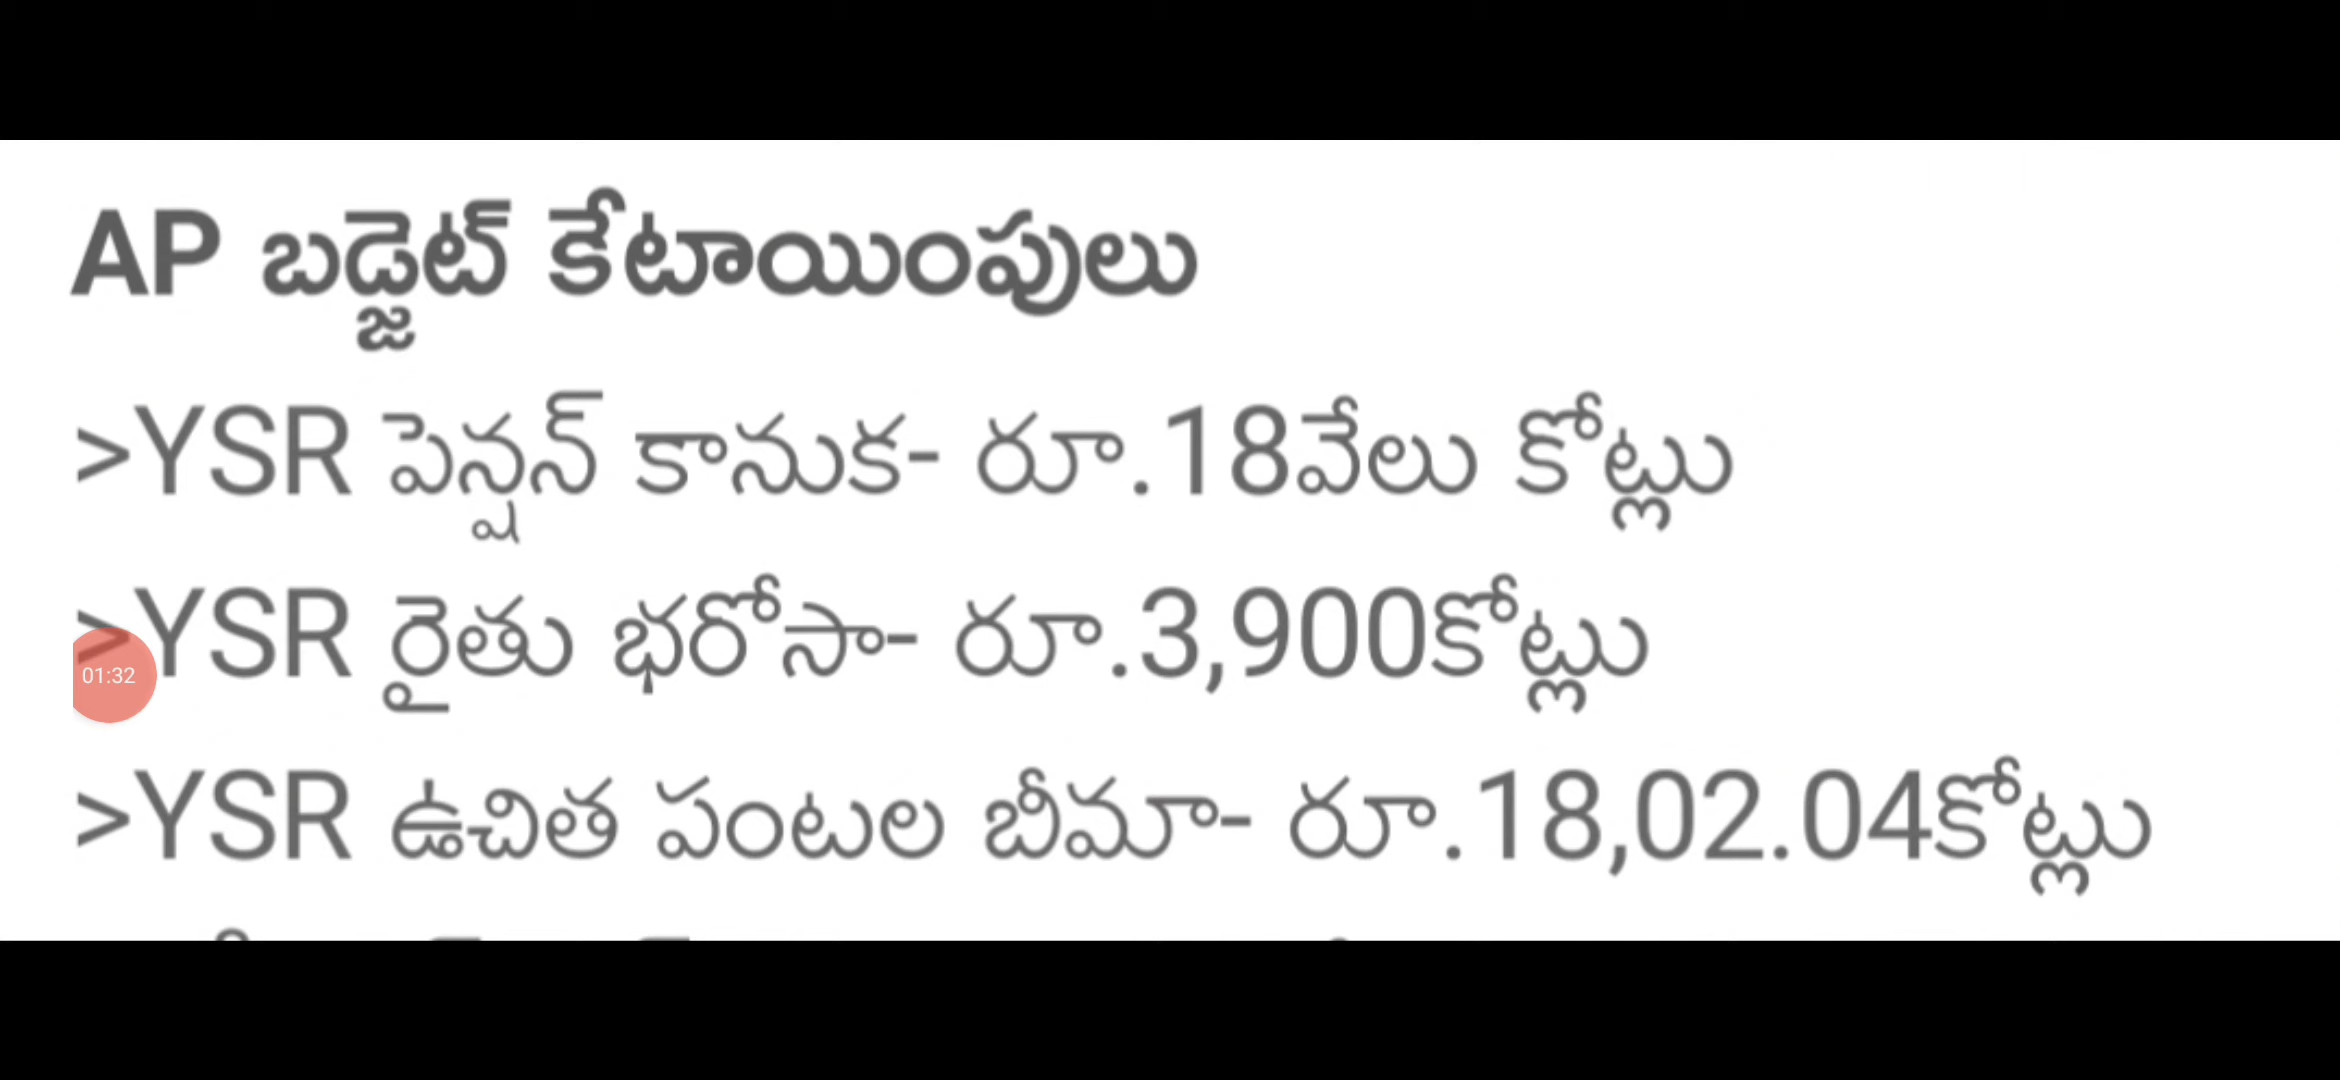 AP బడ్జెట్ కేటాయింపులు
>YSR పెన్షన్ కానుక- రూ.18వేలు కోట్లు
>YSR రైతు భరోసా- రూ.3,900కోట్లు
01:32
>YSR ఉచిత పంటల బీమా- రూ.18,02.04కోట్లు